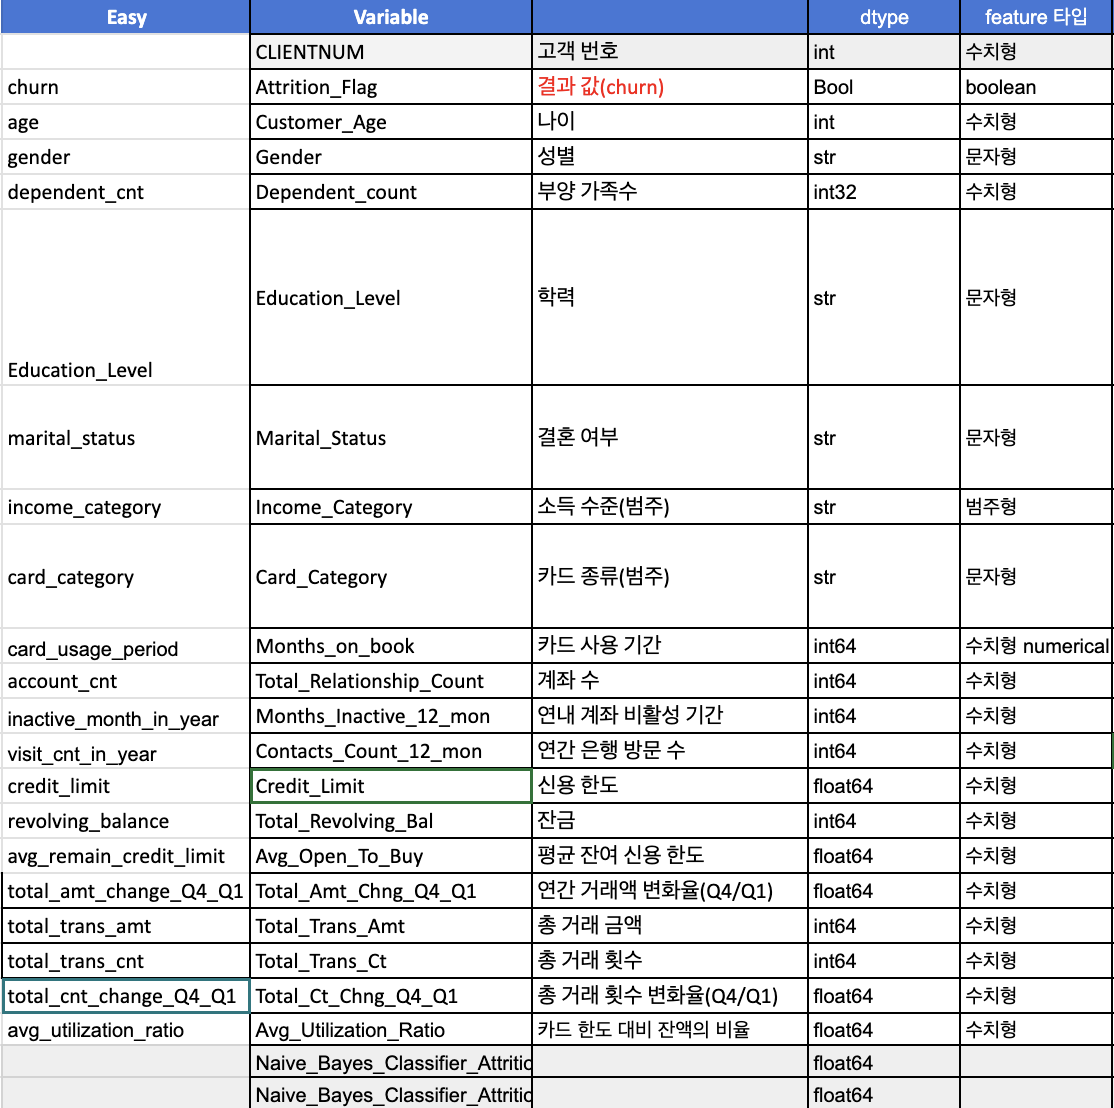 Easy Variable dtype feature 타입
CLIENTNUM 고객 번호 int 수치형
churn Attrition_Flag 결과 값(churn) Bool boolean
age Customer_Age 나이 int 수치형
gender Gender 성별 str 문자형
dependent_cnt Dependent_count 부양 가족수 int32 수치형
Education_Level Education_Level 학력 str 문자형
marital_status Marital_Status 결혼 여부 str 문자형
income_category Income_Category 소득 수준(범주) str 범주형
card_category Card_Category 카드 종류(범주) str 문자형
card_usage_period Months_on_book 카드 사용 기간 int64 수치형 numerical
account_cnt Total_Relationship_Count 계좌 수 int64 수치형
inactive_month_in_year Months_Inactive_12_mon 연내 계좌 비활성 기간 int64 수치형
visit_cnt_in_year Contacts_Count_12_mon 연간 은행 방문 수 int64 수치형
credit_limit Credit_Limit 신용 한도 float64 수치형
revolving_balance Total_Revolving_Bal 잔금 int64 수치형
avg_remain_credit_limit Avg_Open_To_Buy 평균 잔여 신용 한도 float64 수치형
total_amt_change_Q4_Q1 Total_Amt_Chng_Q4_Q1 연간 거래액 변화율(Q4/Q1) float64 수치형
total_trans_amt Total_Trans_Amt 총 거래 금액 int64 수치형
total_trans_cnt Total_Trans_Ct 총 거래 횟수 int64 수치형
total_cnt_change_Q4_Q1 Total_Ct_Chng_Q4_Q1 총 거래 횟수 변화율(Q4/Q1) float64 수치형
avg_utilization_ratio Avg_Utilization_Ratio 카드 한도 대비 잔액의 비율 float64 수치형
Naive_Bayes_Classifier_Attritio float64
Naive_Bayes_Classifier_Attritio float64